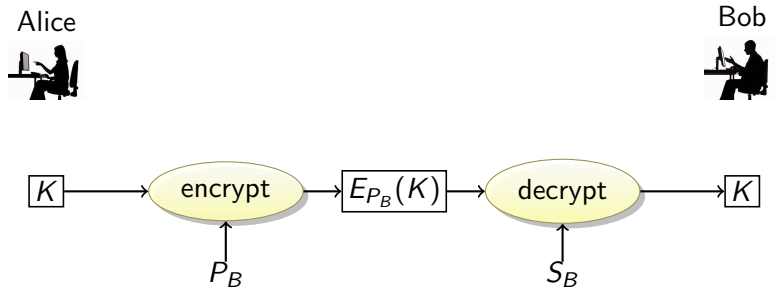 Alice
Bob
K
encrypt
E_{P_B}(K)
decrypt
K
P_B
S_B